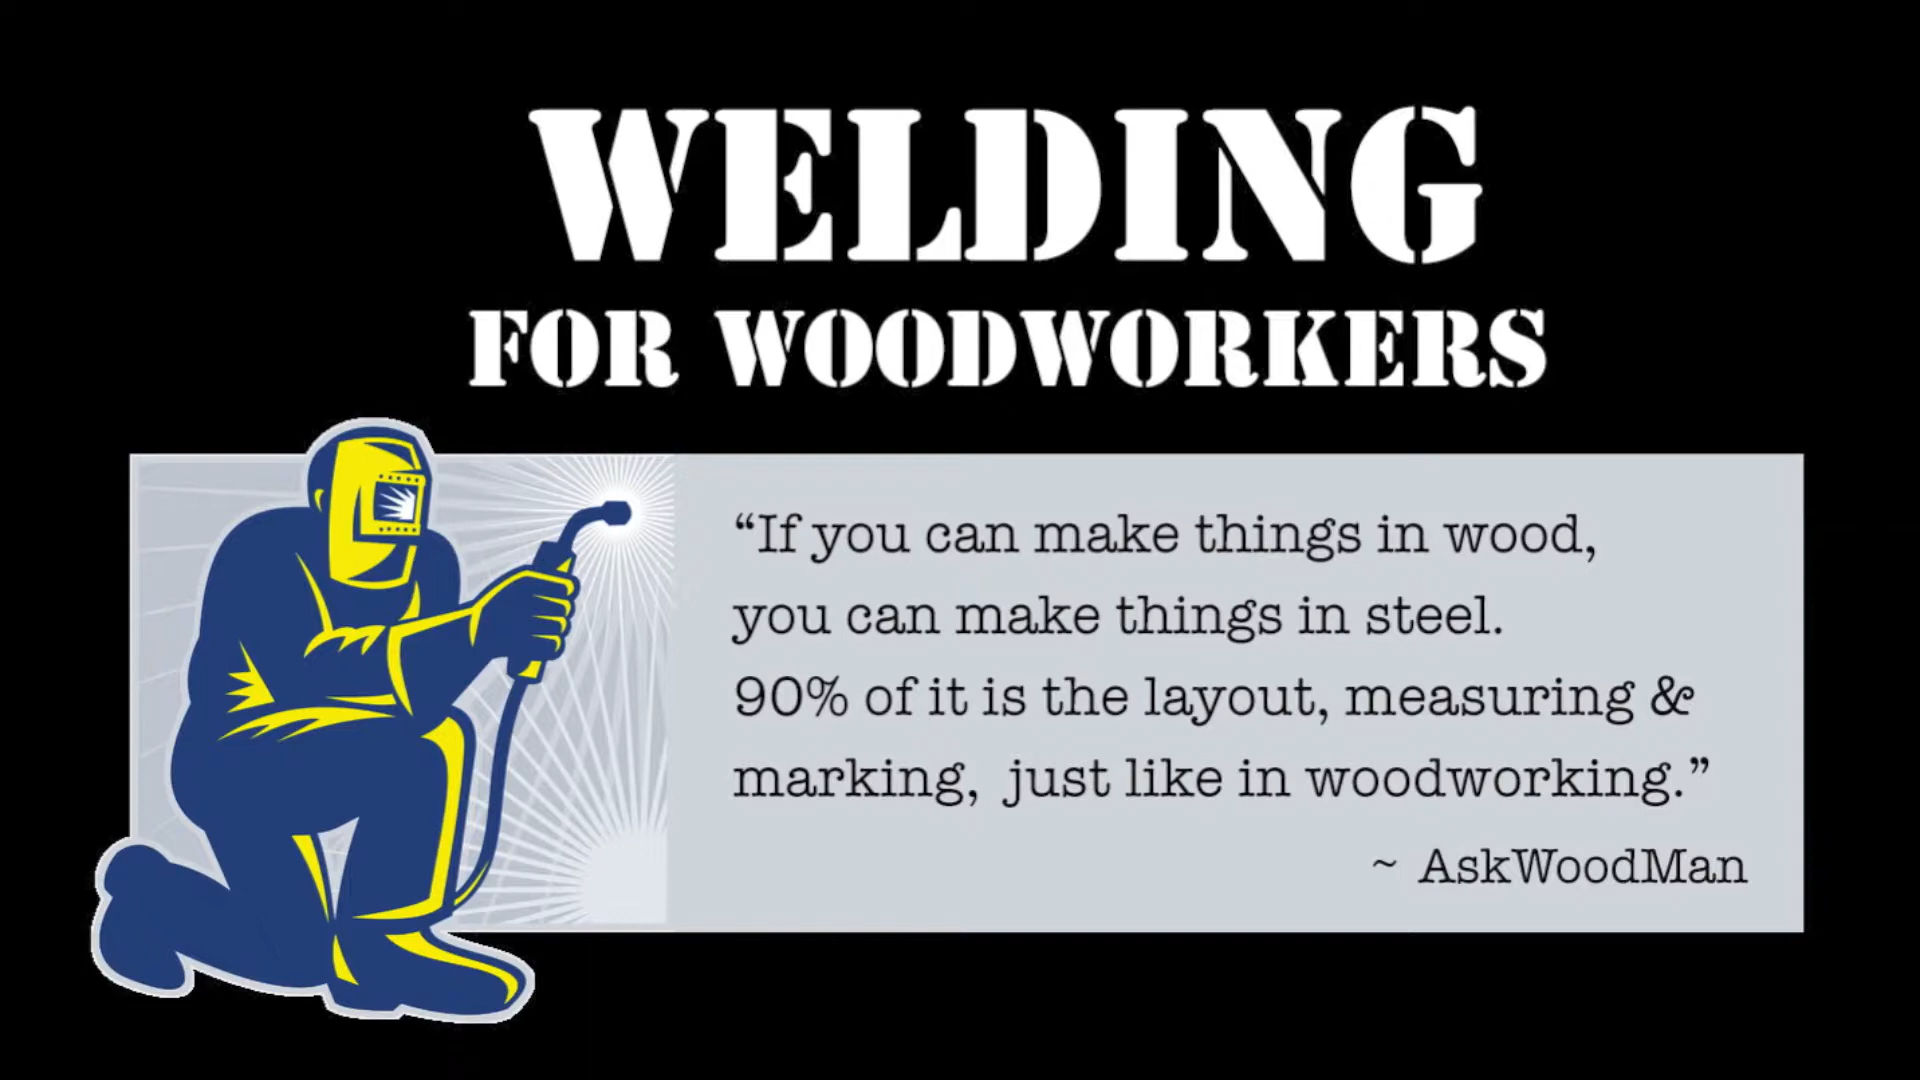 WELDING
FOR WOODWORKERS
“If you can make things in wood,
you can make things in steel.
90% of it is the layout, measuring &
marking, just like in woodworking.”
~ AskWoodMan